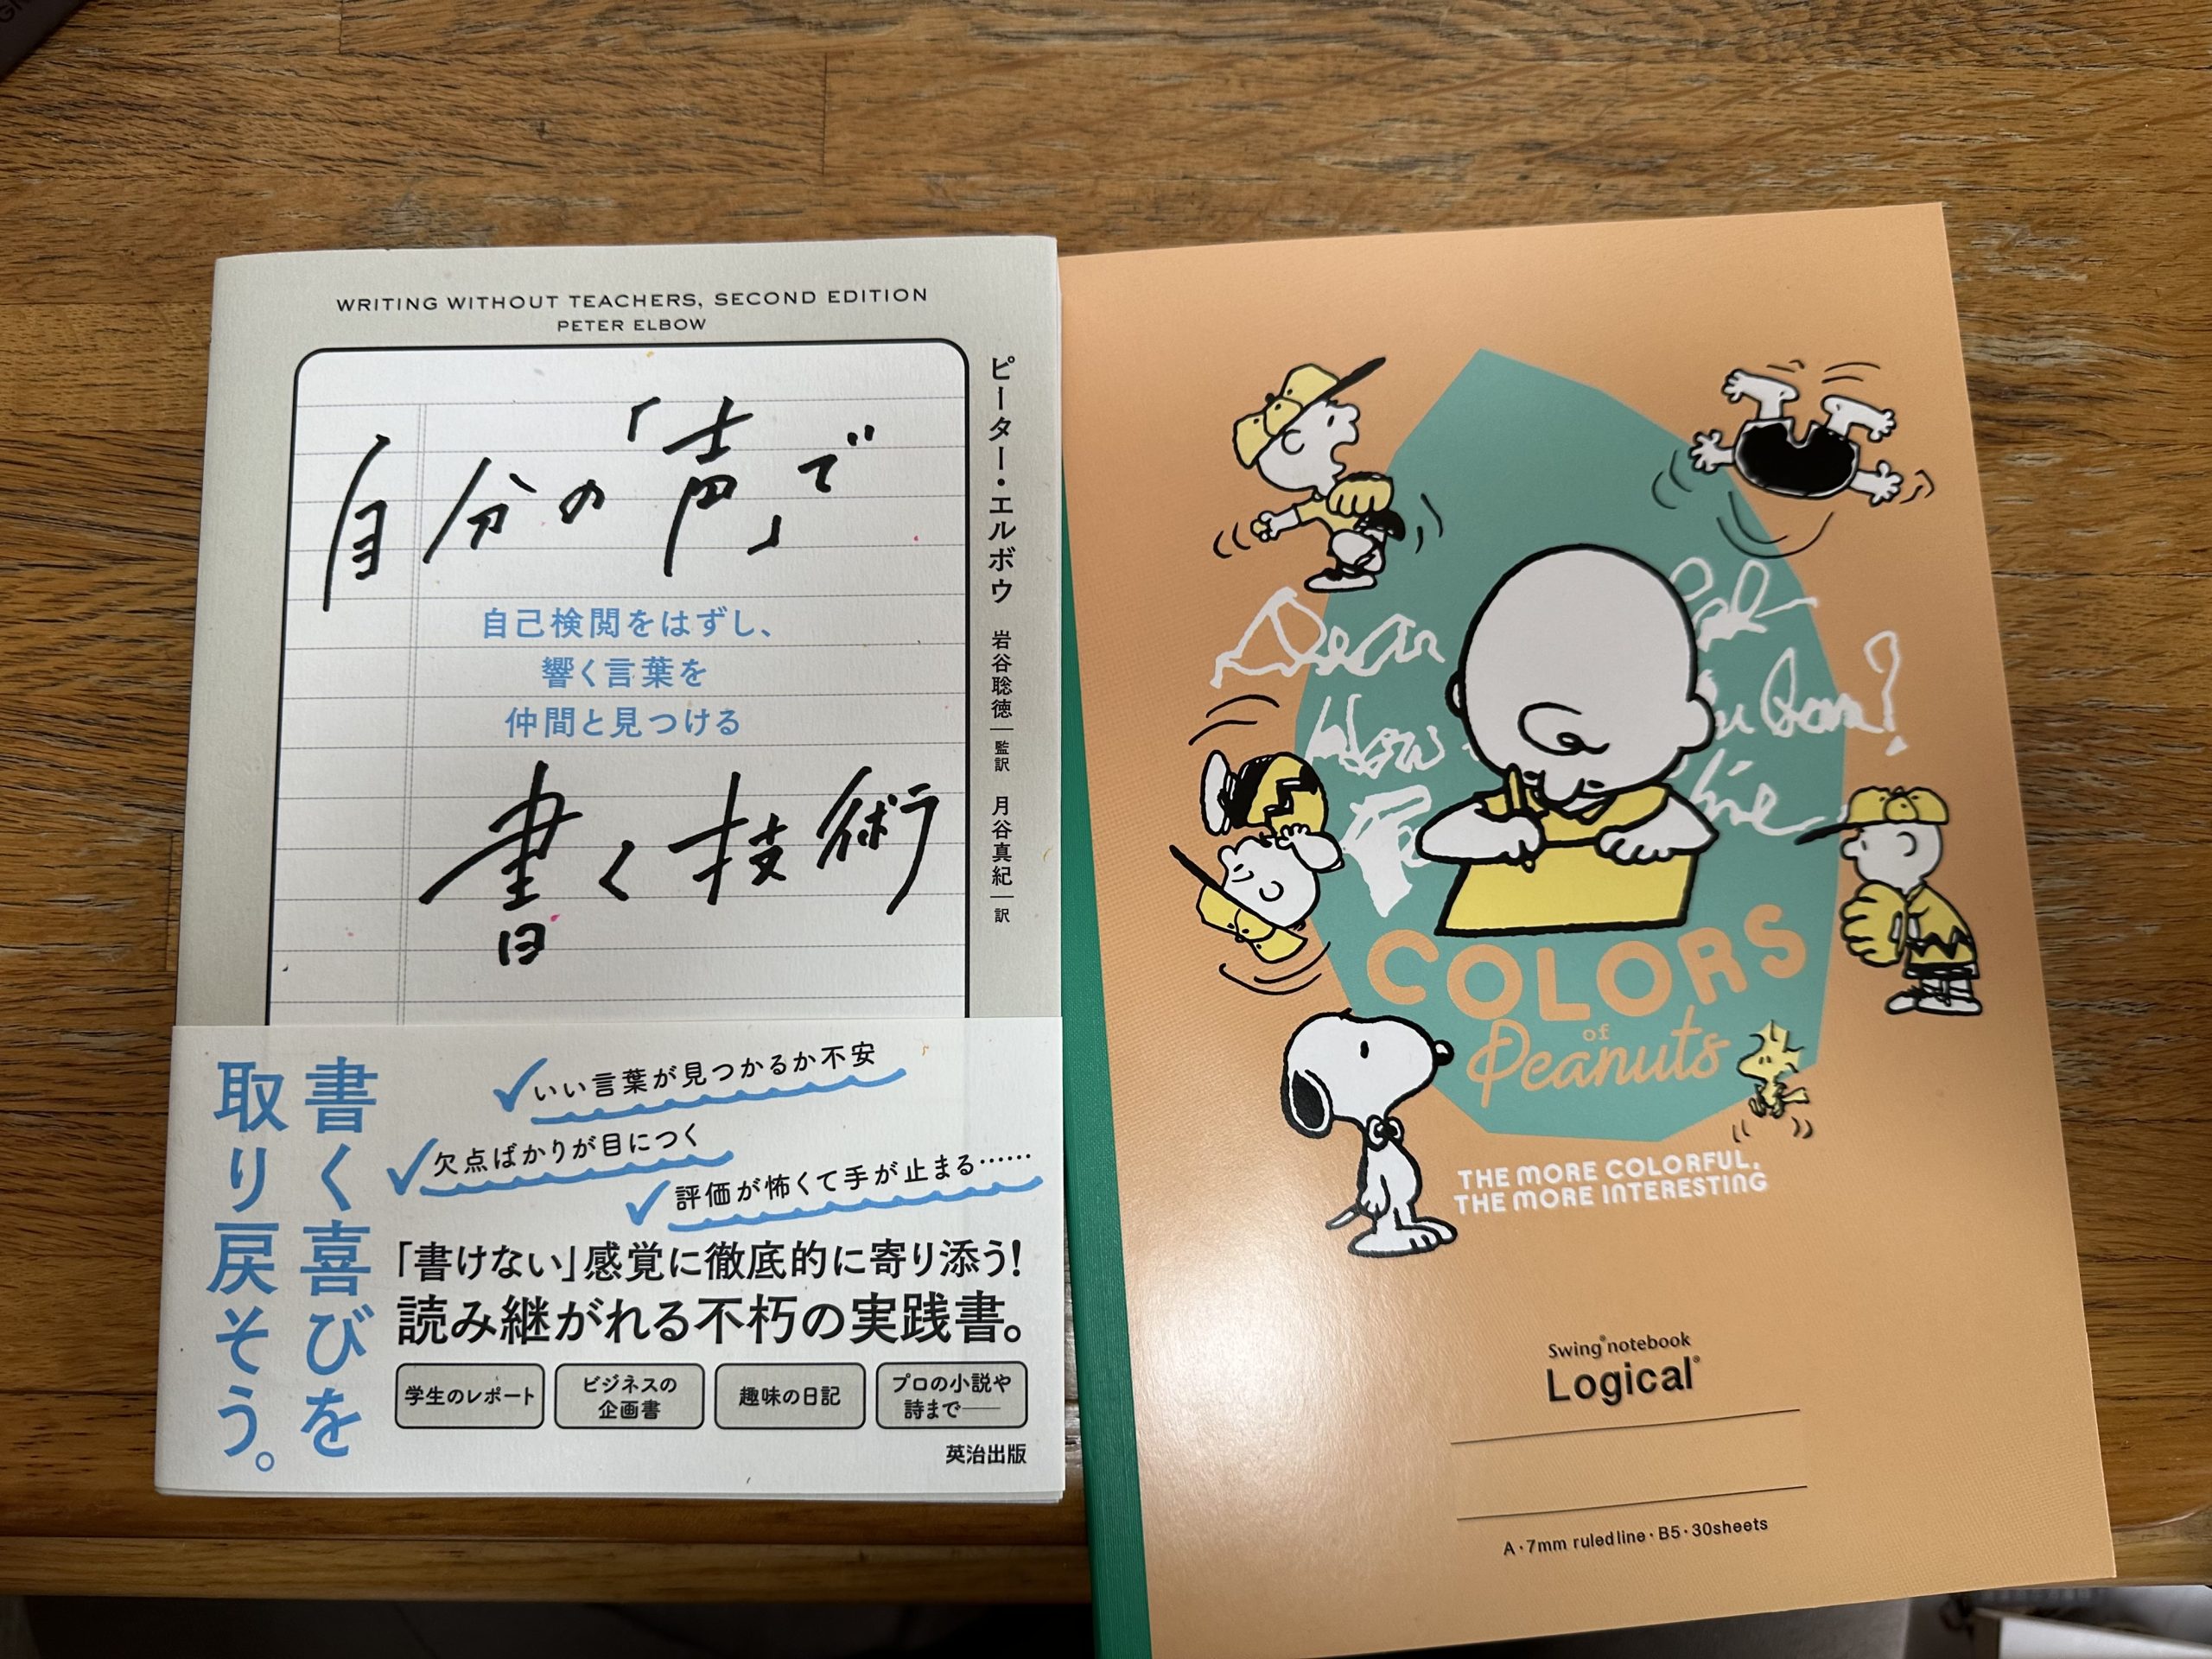 WRITING WITHOUT TEACHERS, SECOND EDITION
PETER ELBOW
自分の「声」で
自己検閲をはずし、
響く言葉を
仲間と見つける
書く技術
ピーター・エルボウ 岩谷聡徳 監訳 月谷真紀 訳
書く喜びを
取り戻そう。
いい言葉が見つかるか不安
欠点ばかりが目につく
評価が怖くて手が止まる……
「書けない」感覚に徹底的に寄り添う!
読み継がれる不朽の実践書。
学生のレポート
ビジネスの
企画書
趣味の日記
プロの小説や
詩まで──
英治出版
Dear
How
?
COLORS
of
Peanuts
THE MORE COLORFUL,
THE MORE INTERESTING
Swing® notebook
Logical®
A・7mm ruled line・B5・30sheets